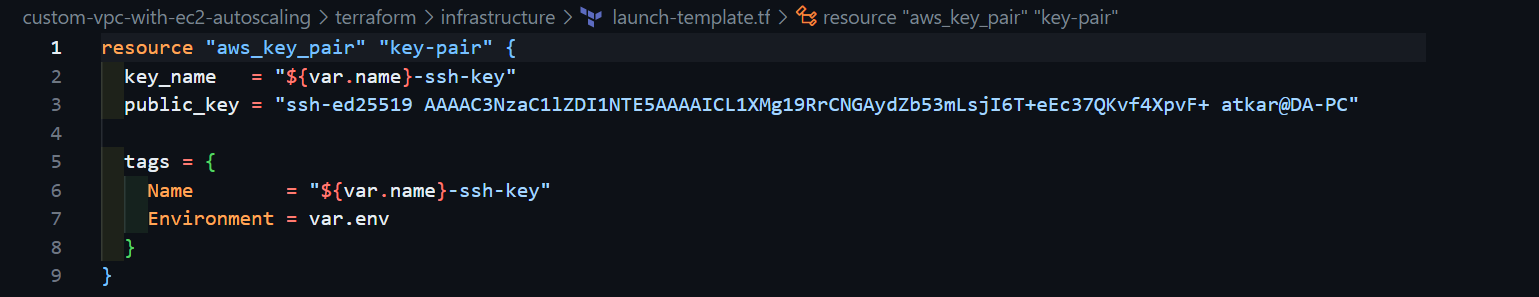 custom-vpc-with-ec2-autoscaling > terraform > infrastructure > launch-template.tf > resource "aws_key_pair" "key-pair"
1 resource "aws_key_pair" "key-pair" {
2 key_name = "${var.name}-ssh-key"
3 public_key = "ssh-ed25519 AAAAC3NzaC1lZDI1NTE5AAAAICL1XMg19RrCNGAydZb53mLsjI6T+eEc37QKvf4XpvF+ atkar@DA-PC"
4
5 tags = {
6 Name = "${var.name}-ssh-key"
7 Environment = var.env
8 }
9 }